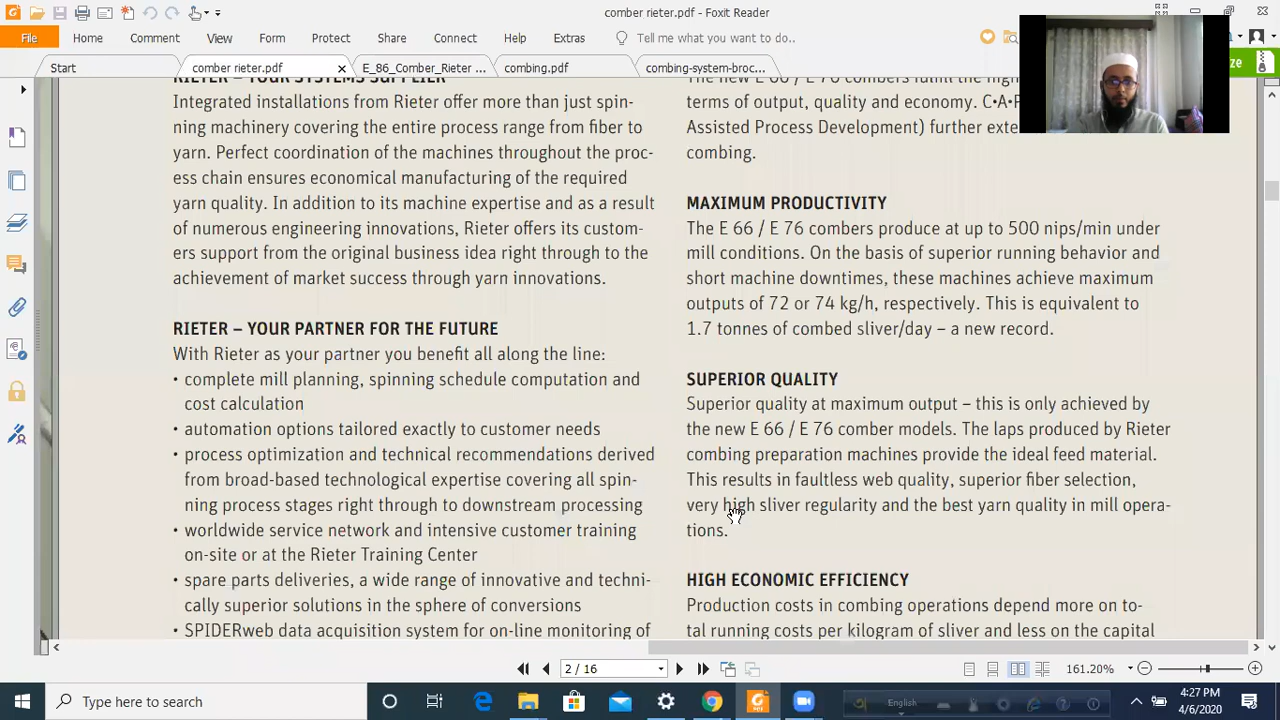 comber rieter.pdf - Foxit Reader
File
Home
Comment
View
Form
Protect
Share
Connect
Help
Extras
Tell me what you want to do..
Start
comber rieter.pdf
E_86_Comber_Rieter ...
combing.pdf
combing-system-broc...
RIETER – YOUR SYSTEMS SUPPLIER
Integrated installations from Rieter offer more than just spin-
ning machinery covering the entire process range from fiber to
yarn. Perfect coordination of the machines throughout the proc-
ess chain ensures economical manufacturing of the required
yarn quality. In addition to its machine expertise and as a result
of numerous engineering innovations, Rieter offers its custom-
ers support from the original business idea right through to the
achievement of market success through yarn innovations.
RIETER – YOUR PARTNER FOR THE FUTURE
With Rieter as your partner you benefit all along the line:
• complete mill planning, spinning schedule computation and
cost calculation
• automation options tailored exactly to customer needs
• process optimization and technical recommendations derived
from broad-based technological expertise covering all spin-
ning process stages right through to downstream processing
• worldwide service network and intensive customer training
on-site or at the Rieter Training Center
• spare parts deliveries, a wide range of innovative and techni-
cally superior solutions in the sphere of conversions
• SPIDERweb data acquisition system for on-line monitoring of
The new E 66 / E 76 combers fulfill the hig
terms of output, quality and economy. C•A•P
Assisted Process Development) further exte
combing.
MAXIMUM PRODUCTIVITY
The E 66 / E 76 combers produce at up to 500 nips/min under
mill conditions. On the basis of superior running behavior and
short machine downtimes, these machines achieve maximum
outputs of 72 or 74 kg/h, respectively. This is equivalent to
1.7 tonnes of combed sliver/day – a new record.
SUPERIOR QUALITY
Superior quality at maximum output – this is only achieved by
the new E 66 / E 76 comber models. The laps produced by Rieter
combing preparation machines provide the ideal feed material.
This results in faultless web quality, superior fiber selection,
very high sliver regularity and the best yarn quality in mill opera-
tions.
HIGH ECONOMIC EFFICIENCY
Production costs in combing operations depend more on to-
tal running costs per kilogram of sliver and less on the capital
ze
2 / 16
161.20%
Type here to search
English
4:27 PM
4/6/2020